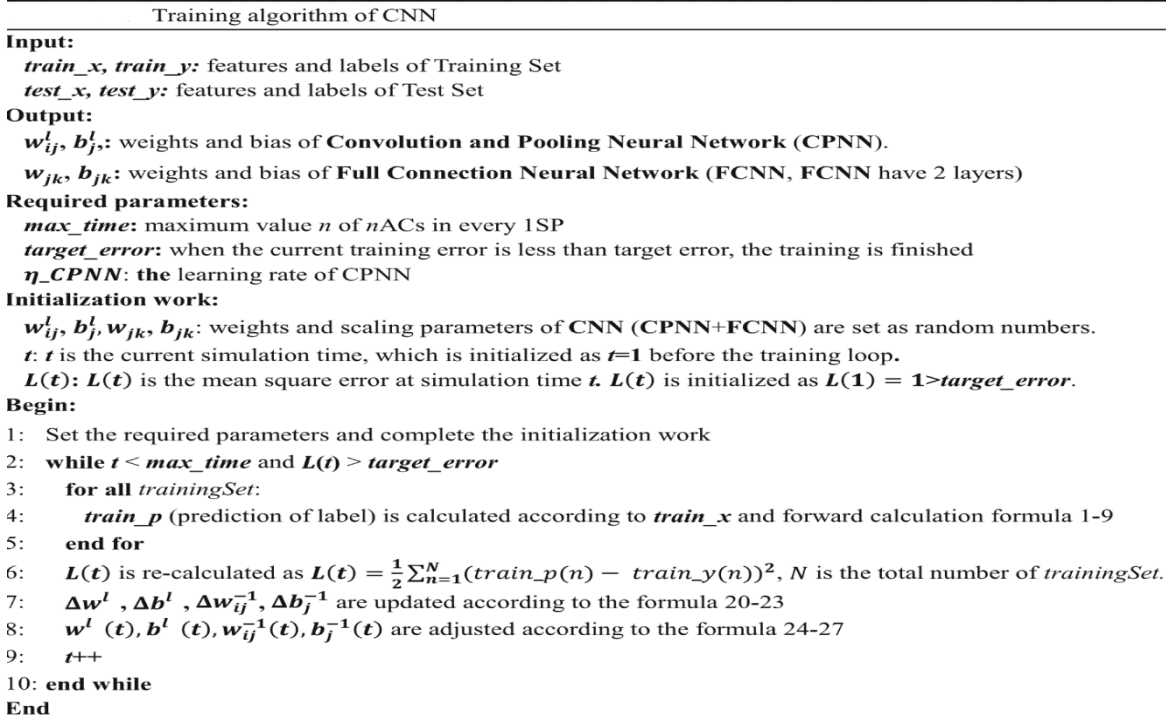 Training algorithm of CNN
Input:
train_x, train_y: features and labels of Training Set
test_x, test_y: features and labels of Test Set
Output:
w^l_{ij}, b^l_j,: weights and bias of Convolution and Pooling Neural Network (CPNN).
w_{jk}, b_{jk}: weights and bias of Full Connection Neural Network (FCNN, FCNN have 2 layers)
Required parameters:
max_time: maximum value n of nACs in every 1SP
target_error: when the current training error is less than target error, the training is finished
η_CPNN: the learning rate of CPNN
Initialization work:
w^l_{ij}, b^l_j, w_{jk}, b_{jk}: weights and scaling parameters of CNN (CPNN+FCNN) are set as random numbers.
t: t is the current simulation time, which is initialized as t=1 before the training loop.
L(t): L(t) is the mean square error at simulation time t. L(t) is initialized as L(1) = 1>target_error.
Begin:
1: Set the required parameters and complete the initialization work
2: while t < max_time and L(t) > target_error
3: for all trainingSet:
4: train_p (prediction of label) is calculated according to train_x and forward calculation formula 1-9
5: end for
6: L(t) is re-calculated as L(t) = \frac{1}{2}∑_{n=1}^{N}(train_p(n) − train_y(n))², N is the total number of trainingSet.
7: Δw^l , Δb^l , Δw^{-1}_{ij}, Δb^{-1}_j are updated according to the formula 20-23
8: w^l (t), b^l (t), w^{-1}_{ij}(t), b^{-1}_j(t) are adjusted according to the formula 24-27
9: t++
10: end while
End